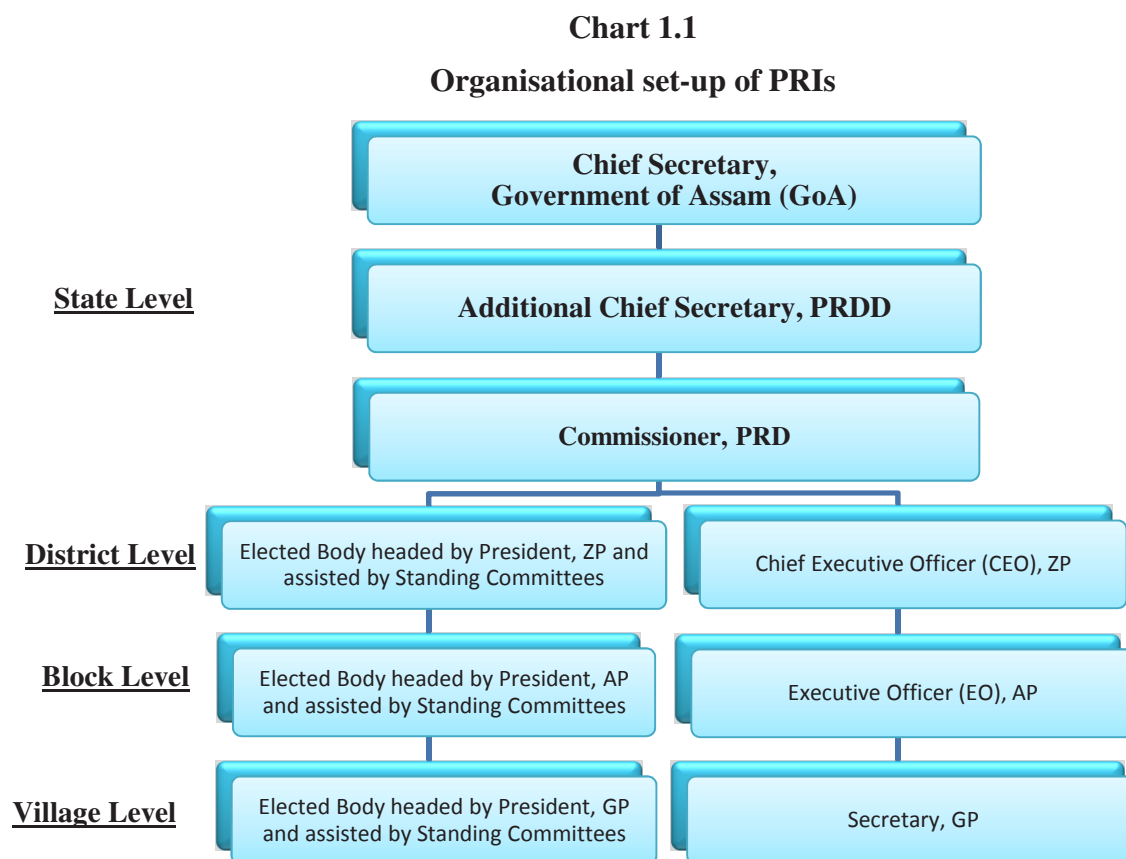 Chart 1.1
Organisational set-up of PRIs
Chief Secretary,
Government of Assam (GoA)
State Level
Additional Chief Secretary, PRDD
Commissioner, PRD
District Level
Elected Body headed by President, ZP and
assisted by Standing Committees
Chief Executive Officer (CEO), ZP
Block Level
Elected Body headed by President, AP
and assisted by Standing Committees
Executive Officer (EO), AP
Village Level
Elected Body headed by President, GP
and assisted by Standing Committees
Secretary, GP